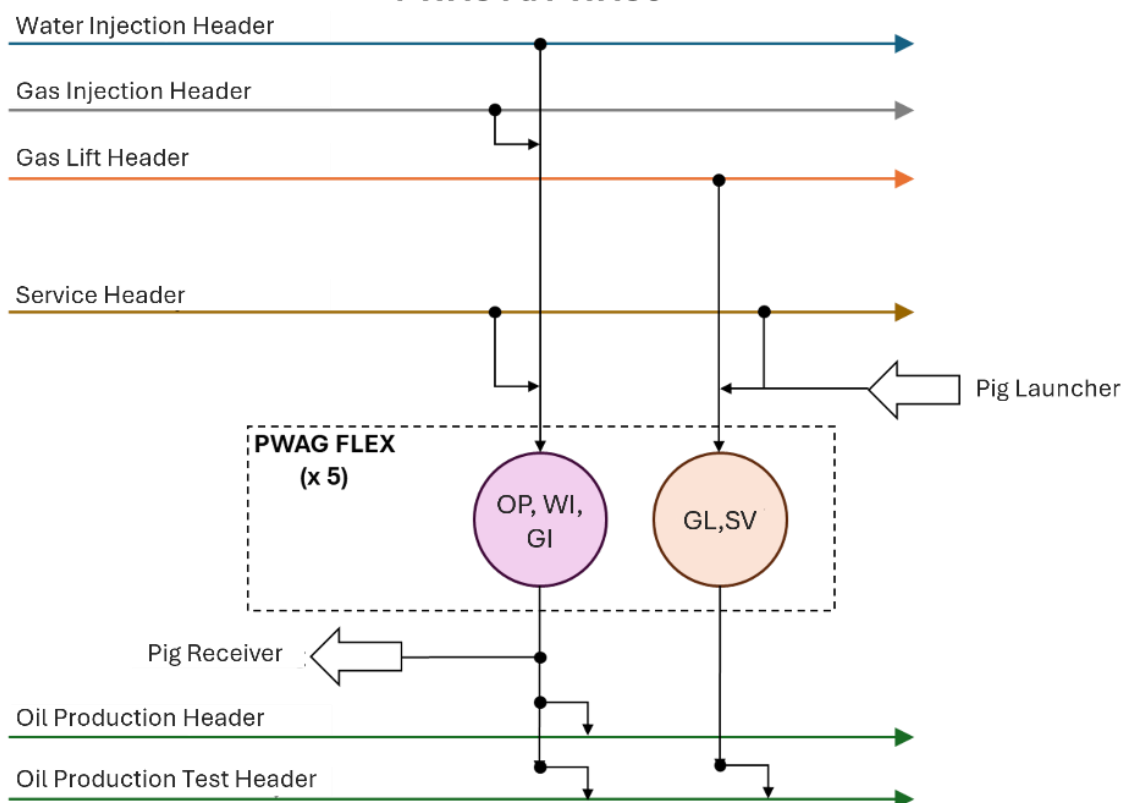 Water Injection Header
Gas Injection Header
Gas Lift Header
Service Header
Pig Launcher
PWAG FLEX
(x 5)
OP, WI,
GI
GL,SV
Pig Receiver
Oil Production Header
Oil Production Test Header